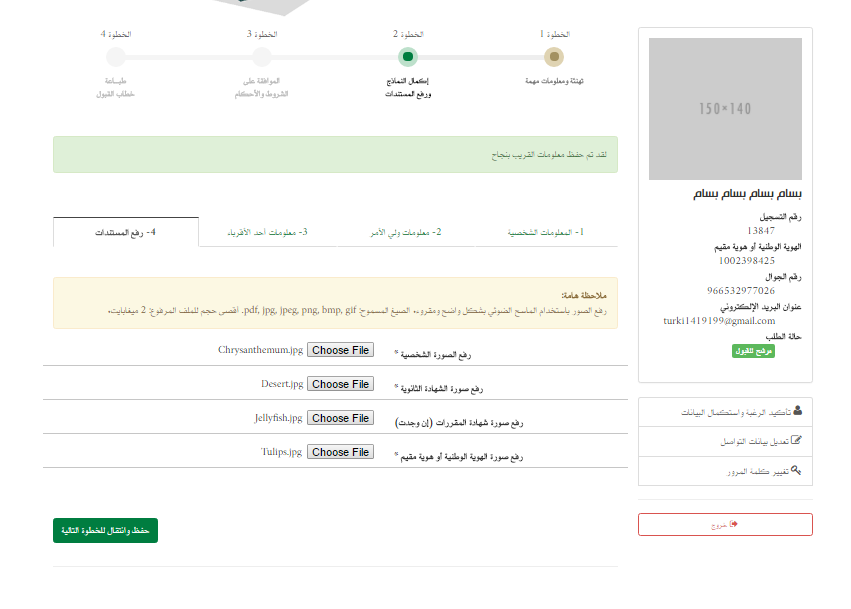 الخطوة 1
الخطوة 2
الخطوة 3
الخطوة 4
تهنئة ومعلومات مهمة
إكمال النماذج
ورفع المستندات
الموافقة على
الشروط والأحكام
طباعة
خطاب القبول
لقد تم حفظ معلومات القريب بنجاح
1- المعلومات الشخصية
2- معلومات ولي الأمر
3- معلومات احد الأقرباء
4- رفع المستندات
ملاحظة هامة:
رفع الصور باستخدام الماسح الضوئي بشكل واضح ومقروء، الصيغ المسموح: pdf, jpg, jpeg, png, bmp, gif. أقصى حجم للملف المرفوع: 2 ميغابايت.
رفع الصورة الشخصية * Choose File Chrysanthemum.jpg
رفع صورة الشهادة الثانوية * Choose File Desert.jpg
رفع صورة شهادة المقررات (إن وجدت) Choose File Jellyfish.jpg
رفع صورة الهوية الوطنية أو هوية مقيم * Choose File Tulips.jpg
حفظ وانتقال للخطوة التالية
150×140
بسام بسام بسام بسام
رقم التسجيل
13847
الهوية الوطنية أو هوية مقيم
1002398425
رقم الجوال
966532977026
عنوان البريد الإلكتروني
turki1419199@gmail.com
حالة الطلب
مرشح للقبول
تأكيد الرغبة واستكمال البيانات
تعديل بيانات التواصل
تغيير كلمة المرور
خروج